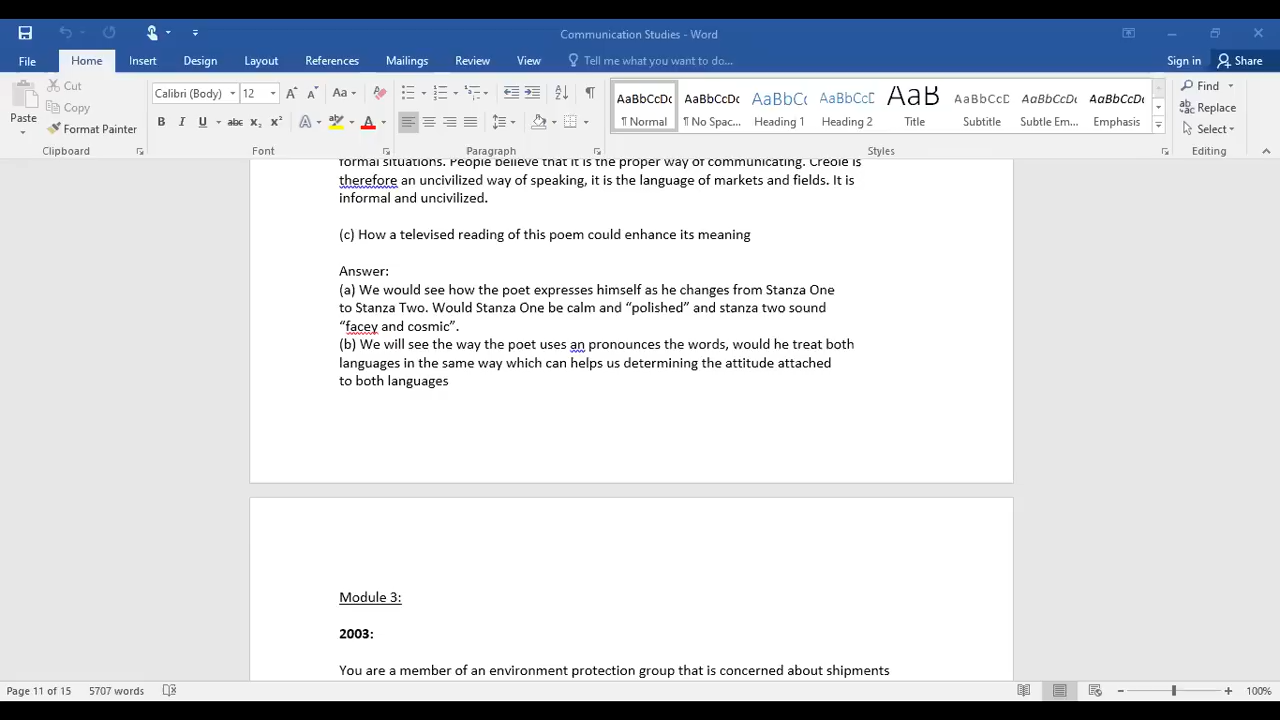 Communication Studies - Word
File Home Insert Design Layout References Mailings Review View Tell me what you want to do... Sign in Share
Paste Cut Copy Format Painter
Calibri (Body) 12
AaBbCcDc AaBbCcDc AaBbCc AaBbCcC AaB AaBbCcD AaBbCcDc AaBbCcDc
¶ Normal ¶ No Spac... Heading 1 Heading 2 Title Subtitle Subtle Em... Emphasis
Find Replace Select
Clipboard Font Paragraph Styles Editing
formal situations. People believe that it is the proper way of communicating. Creole is
therefore an uncivilized way of speaking, it is the language of markets and fields. It is
informal and uncivilized.
(c) How a televised reading of this poem could enhance its meaning
Answer:
(a) We would see how the poet expresses himself as he changes from Stanza One
to Stanza Two. Would Stanza One be calm and “polished” and stanza two sound
“facey and cosmic”.
(b) We will see the way the poet uses an pronounces the words, would he treat both
languages in the same way which can helps us determining the attitude attached
to both languages
Module 3:
2003:
You are a member of an environment protection group that is concerned about shipments
Page 11 of 15 5707 words 100%